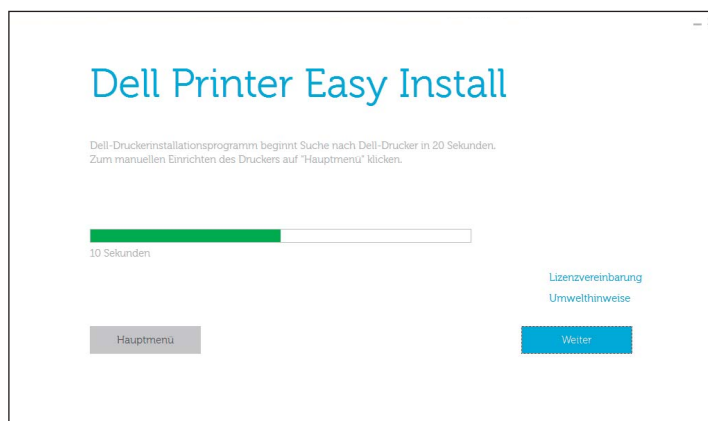 Dell Printer Easy Install
Dell-Druckerinstallationsprogramm beginnt Suche nach Dell-Drucker in 20 Sekunden.
Zum manuellen Einrichten des Druckers auf "Hauptmenü" klicken.
10 Sekunden
Lizenzvereinbarung
Umwelthinweise
Hauptmenü
Weiter